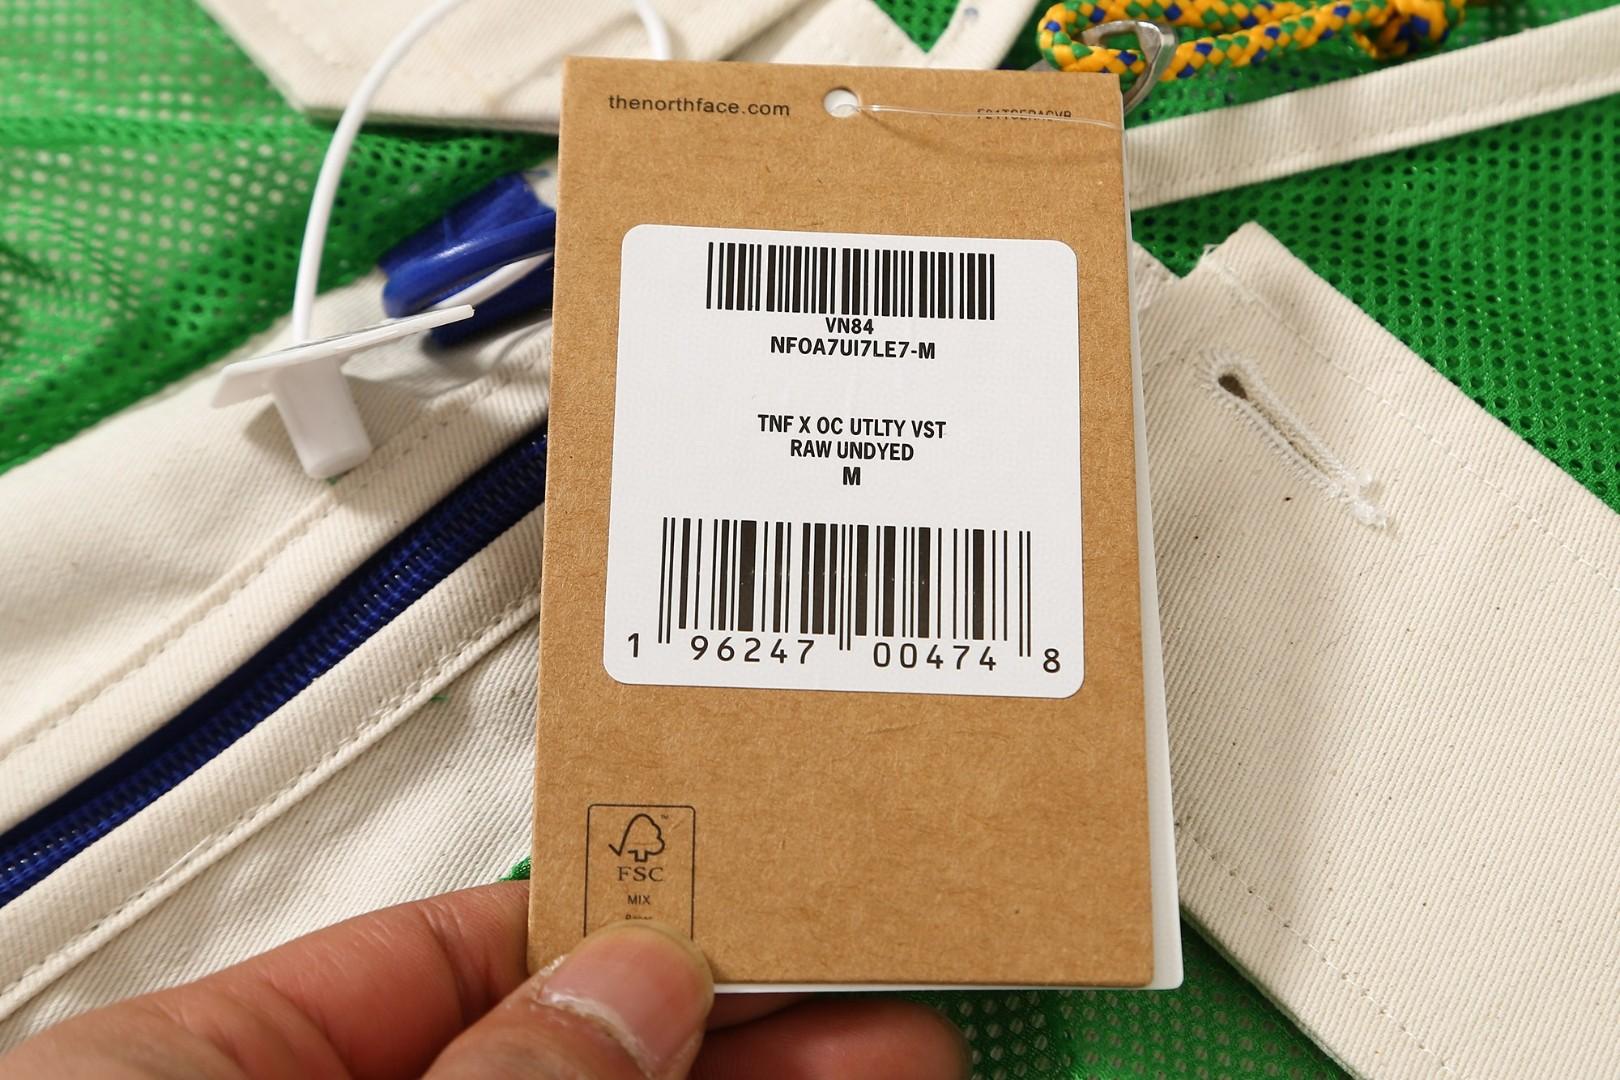 thenorthface.com
VN84
NF0A7UI7LE7-M
TNF X OC UTLTY VST
RAW UNDYED
M
1 96247 00474 8
FSC
MIX